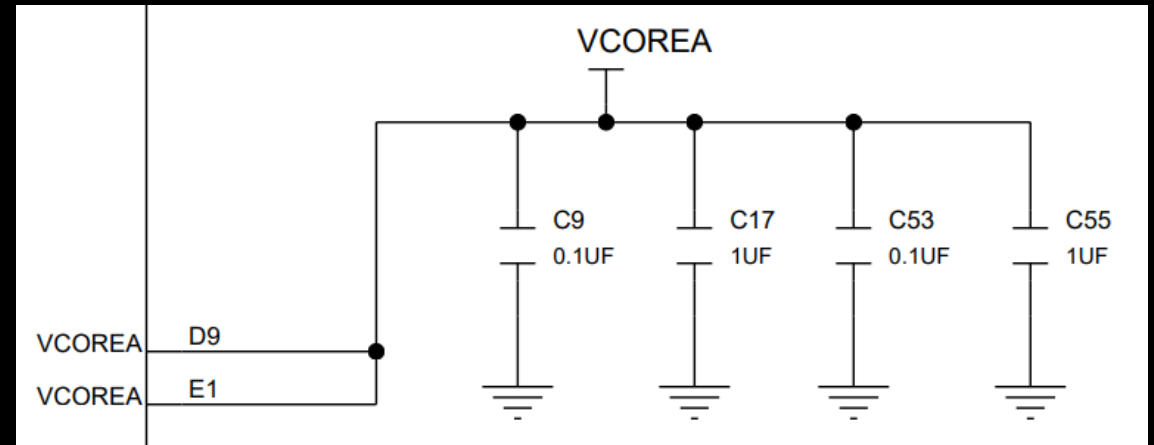 VCOREA
C9
0.1UF
C17
1UF
C53
0.1UF
C55
1UF
VCOREA D9
VCOREA E1